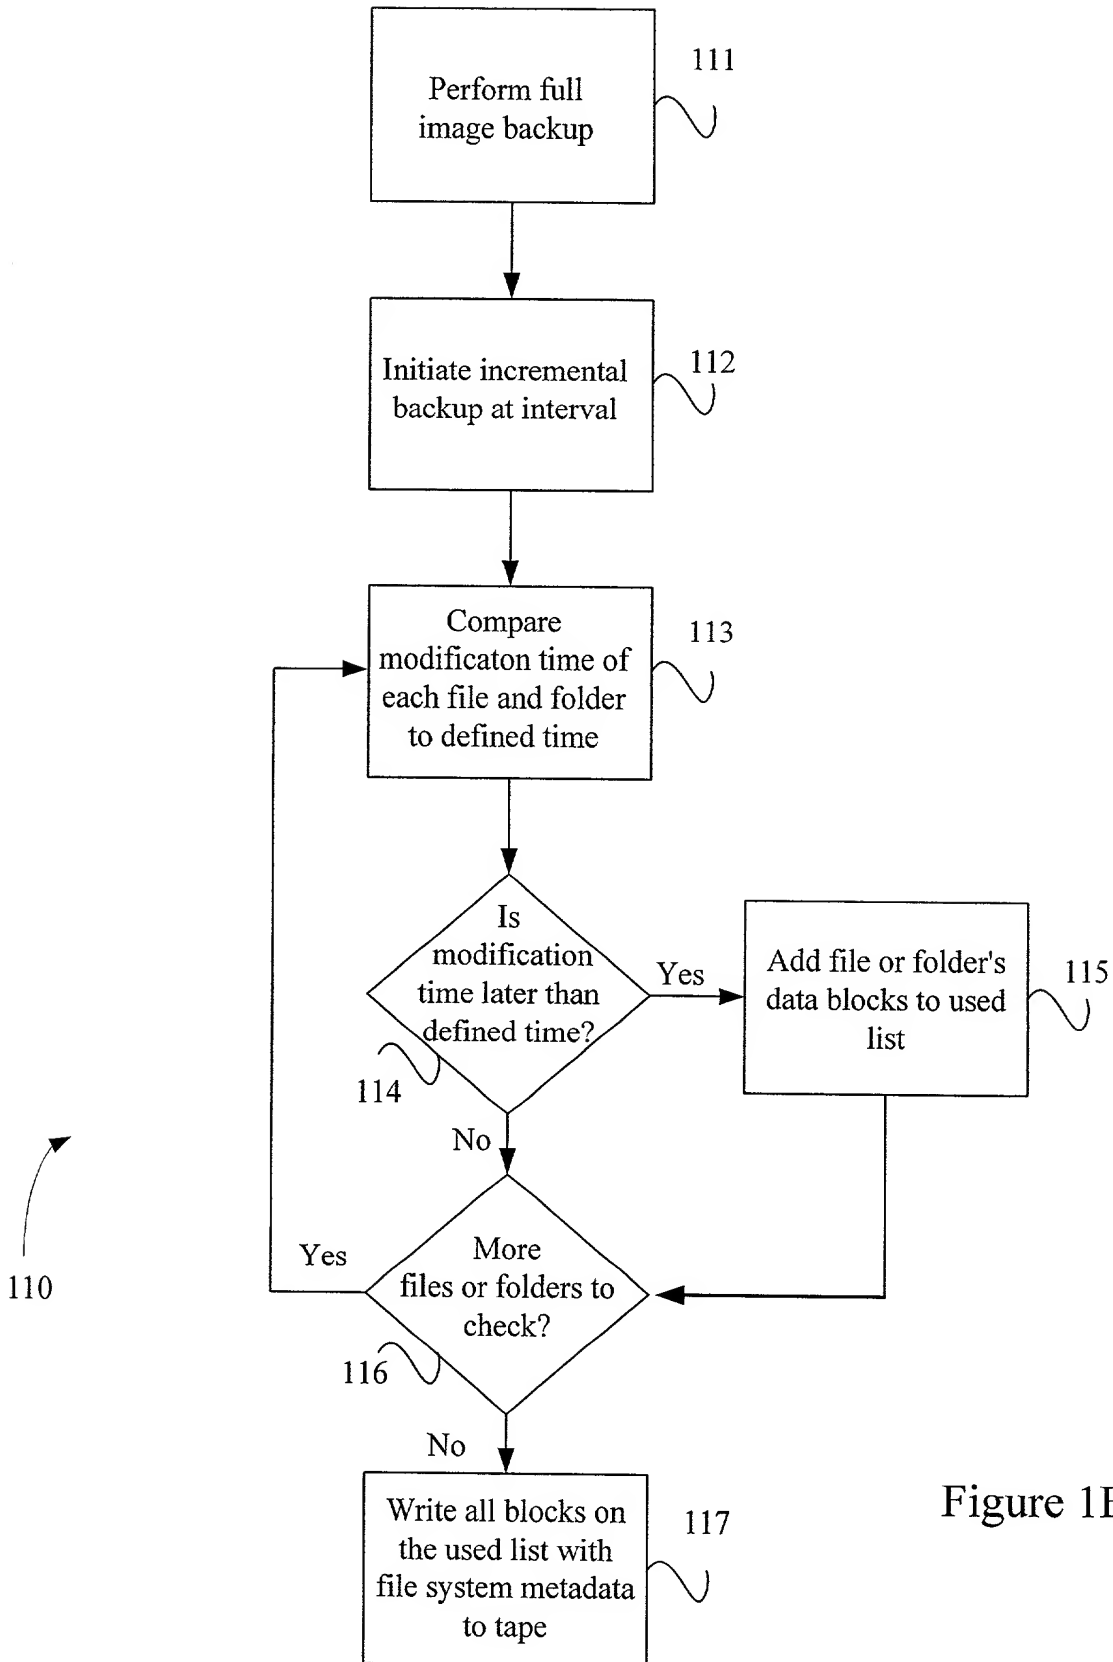 Perform full
image backup
111
Initiate incremental
backup at interval
112
Compare
modificaton time of
each file and folder
to defined time
113
Is
modification
time later than
defined time?
114
Yes
Add file or folder's
data blocks to used
list
115
No
More
files or folders to
check?
116
Yes
110
No
Write all blocks on
the used list with
file system metadata
to tape
117
Figure